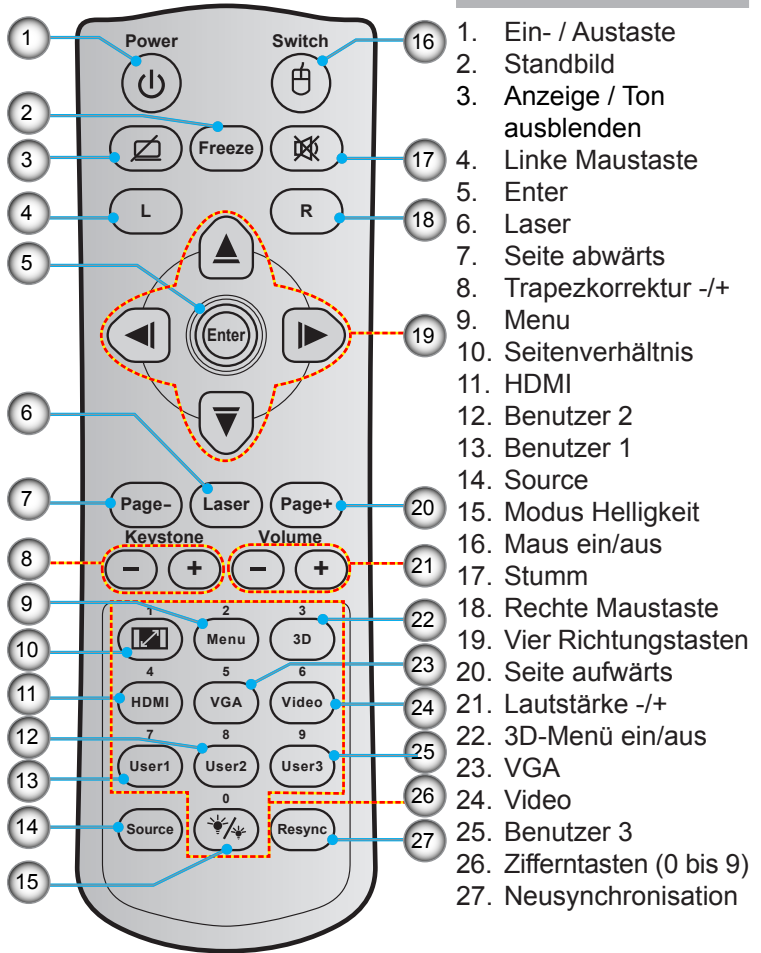 Power
Switch
1
16
2
3
Freeze
17
4
L
R
18
5
Enter
19
6
7
Page-
Laser
Page+
20
Keystone
Volume
8
−
+
−
+
21
9
1
2
3
22
10
Menu
3D
4
5
6
23
11
HDMI
VGA
Video
24
12
7
8
9
User1
User2
User3
25
13
0
26
14
Source
Resync
27
15
1. Ein- / Austaste
2. Standbild
3. Anzeige / Ton
ausblenden
4. Linke Maustaste
5. Enter
6. Laser
7. Seite abwärts
8. Trapezkorrektur -/+
9. Menu
10. Seitenverhältnis
11. HDMI
12. Benutzer 2
13. Benutzer 1
14. Source
15. Modus Helligkeit
16. Maus ein/aus
17. Stumm
18. Rechte Maustaste
19. Vier Richtungstasten
20. Seite aufwärts
21. Lautstärke -/+
22. 3D-Menü ein/aus
23. VGA
24. Video
25. Benutzer 3
26. Zifferntasten (0 bis 9)
27. Neusynchronisation